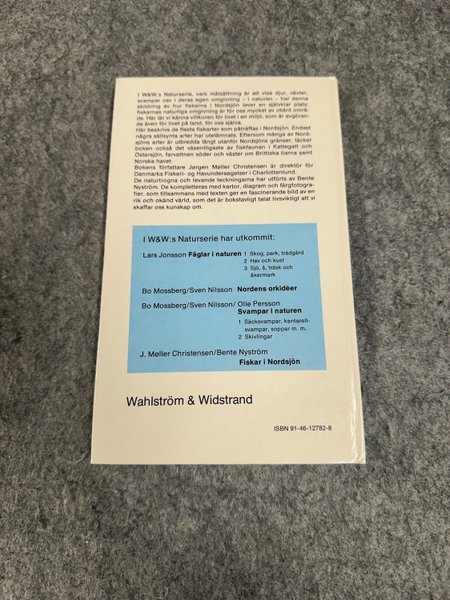 I W&W:s Naturserie, vars målsättning är att visa djur, växter,
svampar oss i deras egen omgivning – i naturen – har denna
skildring av hur fiskarna i Nordsjön lever en självklar plats:
fiskarnas naturliga omgivning är för oss mycket av okänt område.
Här lär vi känna villkoren för livet i en miljö, som är avgörande
även för livet på land, för oss själva.
Här beskrivs de flesta fiskarter som påträffas i Nordsjön. Endast
några sällsynta arter har utelämnats. Eftersom många av Nord-
sjöns arter är utbredda långt utanför Nordsjöns gränser, täcker
boken också det väsentligaste av fiskfaunan i Kattegatt och
Östersjön, farvattnen söder och väster om Brittiska öarna samt
Norska havet.
Bokens författare Jørgen Møller Christensen är direktör för
Danmarks Fiskeri- og Havundersøgelser i Charlottenlund.
De naturtrogna och levande teckningarna har utförts av Bente
Nyström. De kompletteras med kartor, diagram och färgfotogra-
fier, som tillsammans med texten ger en fascinerande bild av en
rik och okänd värld, som det är bokstavligt talat livsviktigt att vi
skaffar oss kunskap om.
I W&W:s Naturserie har utkommit:
Lars Jonsson Fåglar i naturen 1 Skog, park, trädgård
2 Hav och kust
3 Sjö, å, träsk och
åkermark
Bo Mossberg/Sven Nilsson Nordens orkidéer
Bo Mossberg/Sven Nilsson/ Olle Persson
Svampar i naturen
1 Säcksvampar, kantarell-
svampar, soppar m. m.
2 Skivlingar
J. Møller Christensen/Bente Nyström
Fiskar i Nordsjön
Wahlström & Widstrand
ISBN 91-46-12782-8